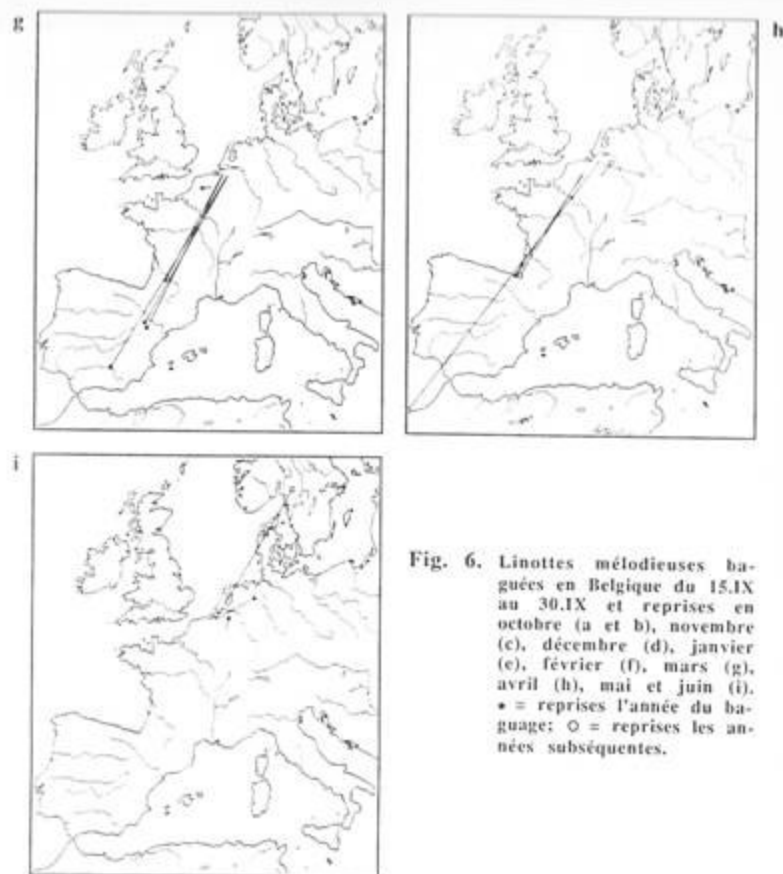 g
h
i
Fig. 6. Linottes mélodieuses ba-
guées en Belgique du 15.IX
au 30.IX et reprises en
octobre (a et b), novembre
(c), décembre (d), janvier
(e), février (f), mars (g),
avril (h), mai et juin (i).
• = reprises l'année du ba-
guage; O = reprises les an-
nées subséquentes.